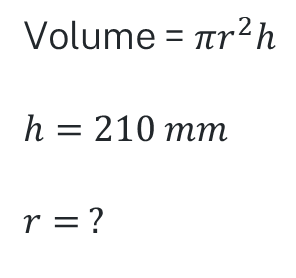 Volume = πr²h
h = 210 mm
r = ?